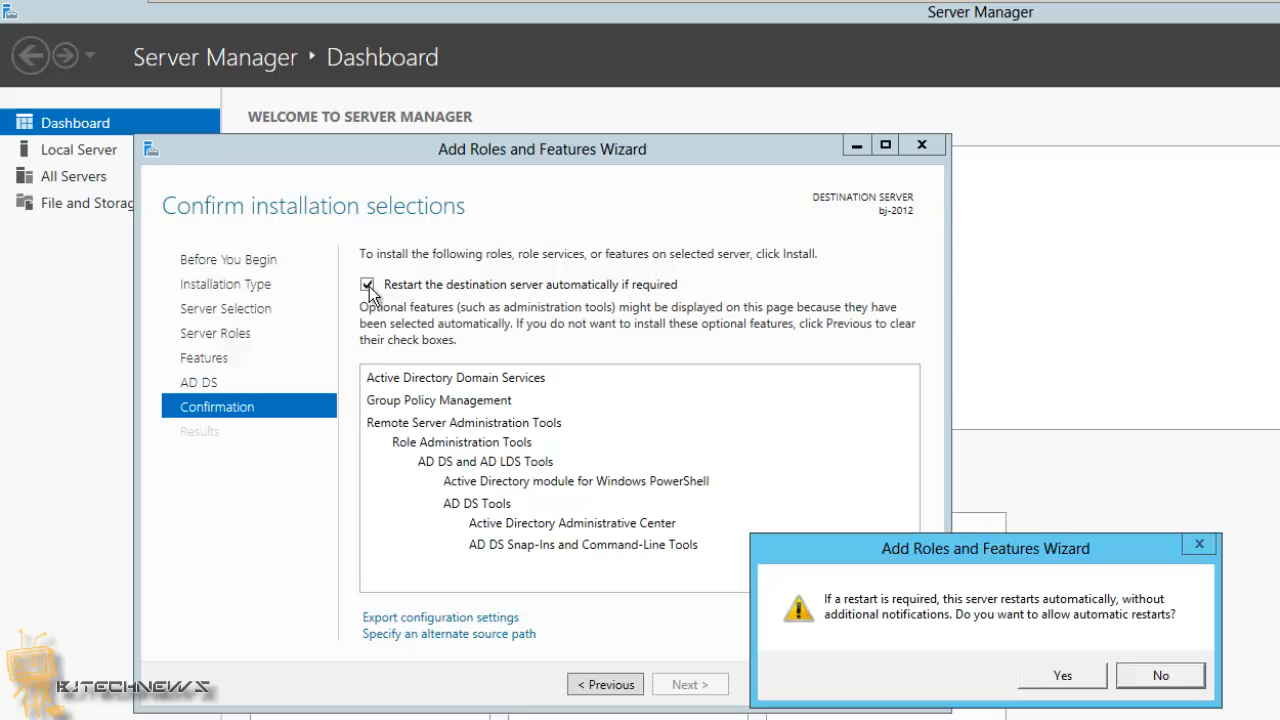 Server Manager
Server Manager ‣ Dashboard
Dashboard
Local Server
All Servers
File and Storag
WELCOME TO SERVER MANAGER
Add Roles and Features Wizard
Confirm installation selections
DESTINATION SERVER
bj-2012
Before You Begin
Installation Type
Server Selection
Server Roles
Features
AD DS
Confirmation
Results
To install the following roles, role services, or features on selected server, click Install.
Restart the destination server automatically if required
Optional features (such as administration tools) might be displayed on this page because they have
been selected automatically. If you do not want to install these optional features, click Previous to clear
their check boxes.
Active Directory Domain Services
Group Policy Management
Remote Server Administration Tools
Role Administration Tools
AD DS and AD LDS Tools
Active Directory module for Windows PowerShell
AD DS Tools
Active Directory Administrative Center
AD DS Snap-Ins and Command-Line Tools
Export configuration settings
Specify an alternate source path
< Previous
Next >
Add Roles and Features Wizard
If a restart is required, this server restarts automatically, without
additional notifications. Do you want to allow automatic restarts?
Yes
No
BJTECHNEWS